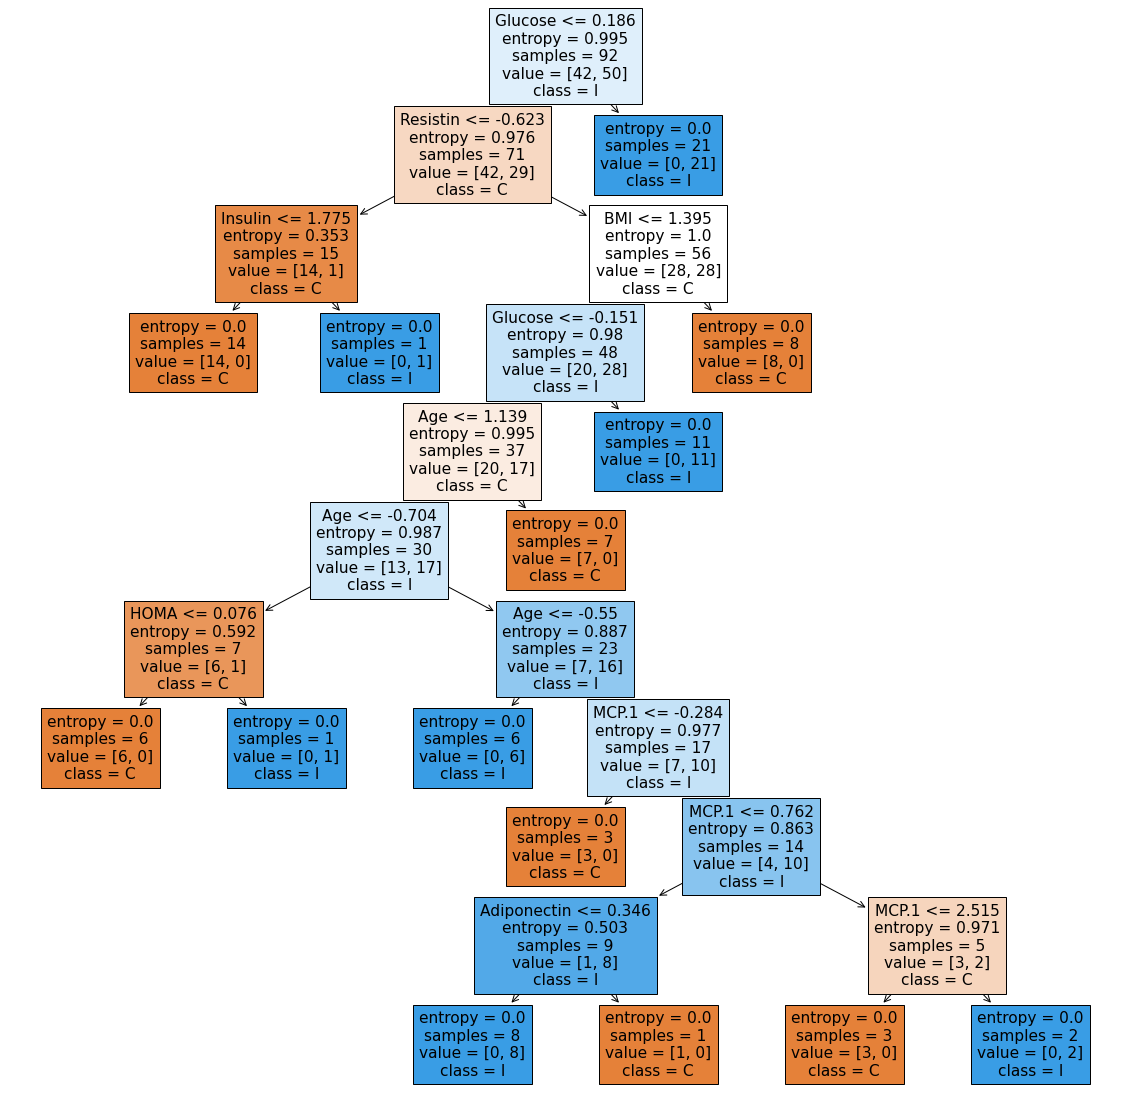 Glucose <= 0.186
entropy = 0.995
samples = 92
value = [42, 50]
class = I
Resistin <= -0.623
entropy = 0.976
samples = 71
value = [42, 29]
class = C
entropy = 0.0
samples = 21
value = [0, 21]
class = I
Insulin <= 1.775
entropy = 0.353
samples = 15
value = [14, 1]
class = C
BMI <= 1.395
entropy = 1.0
samples = 56
value = [28, 28]
class = C
entropy = 0.0
samples = 14
value = [14, 0]
class = C
entropy = 0.0
samples = 1
value = [0, 1]
class = I
Glucose <= -0.151
entropy = 0.98
samples = 48
value = [20, 28]
class = I
entropy = 0.0
samples = 8
value = [8, 0]
class = C
Age <= 1.139
entropy = 0.995
samples = 37
value = [20, 17]
class = C
entropy = 0.0
samples = 11
value = [0, 11]
class = I
Age <= -0.704
entropy = 0.987
samples = 30
value = [13, 17]
class = I
entropy = 0.0
samples = 7
value = [7, 0]
class = C
HOMA <= 0.076
entropy = 0.592
samples = 7
value = [6, 1]
class = C
Age <= -0.55
entropy = 0.887
samples = 23
value = [7, 16]
class = I
entropy = 0.0
samples = 6
value = [6, 0]
class = C
entropy = 0.0
samples = 1
value = [0, 1]
class = I
entropy = 0.0
samples = 6
value = [0, 6]
class = I
MCP.1 <= -0.284
entropy = 0.977
samples = 17
value = [7, 10]
class = I
entropy = 0.0
samples = 3
value = [3, 0]
class = C
MCP.1 <= 0.762
entropy = 0.863
samples = 14
value = [4, 10]
class = I
Adiponectin <= 0.346
entropy = 0.503
samples = 9
value = [1, 8]
class = I
MCP.1 <= 2.515
entropy = 0.971
samples = 5
value = [3, 2]
class = C
entropy = 0.0
samples = 8
value = [0, 8]
class = I
entropy = 0.0
samples = 1
value = [1, 0]
class = C
entropy = 0.0
samples = 3
value = [3, 0]
class = C
entropy = 0.0
samples = 2
value = [0, 2]
class = I